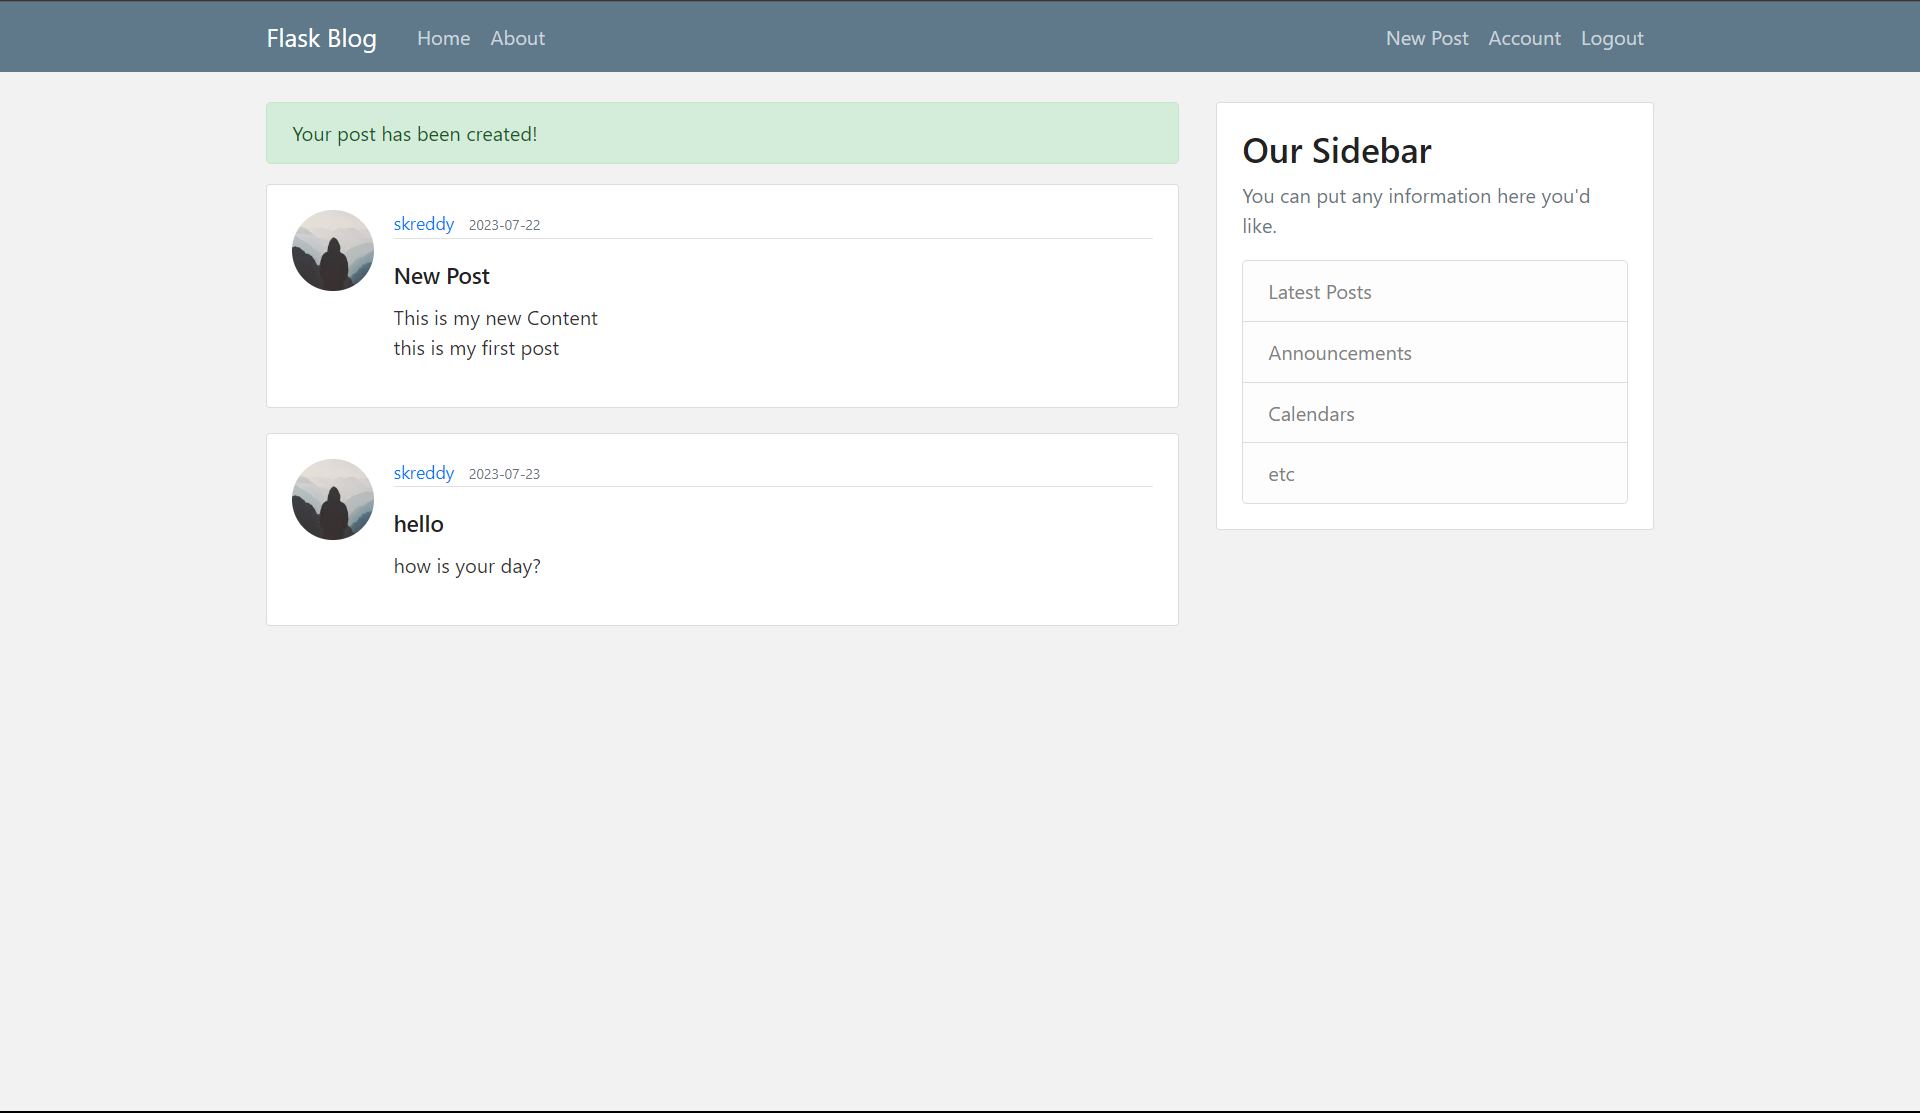 Flask Blog Home About New Post Account Logout
Your post has been created!
skreddy 2023-07-22
New Post
This is my new Content
this is my first post
skreddy 2023-07-23
hello
how is your day?
Our Sidebar
You can put any information here you'd
like.
Latest Posts
Announcements
Calendars
etc